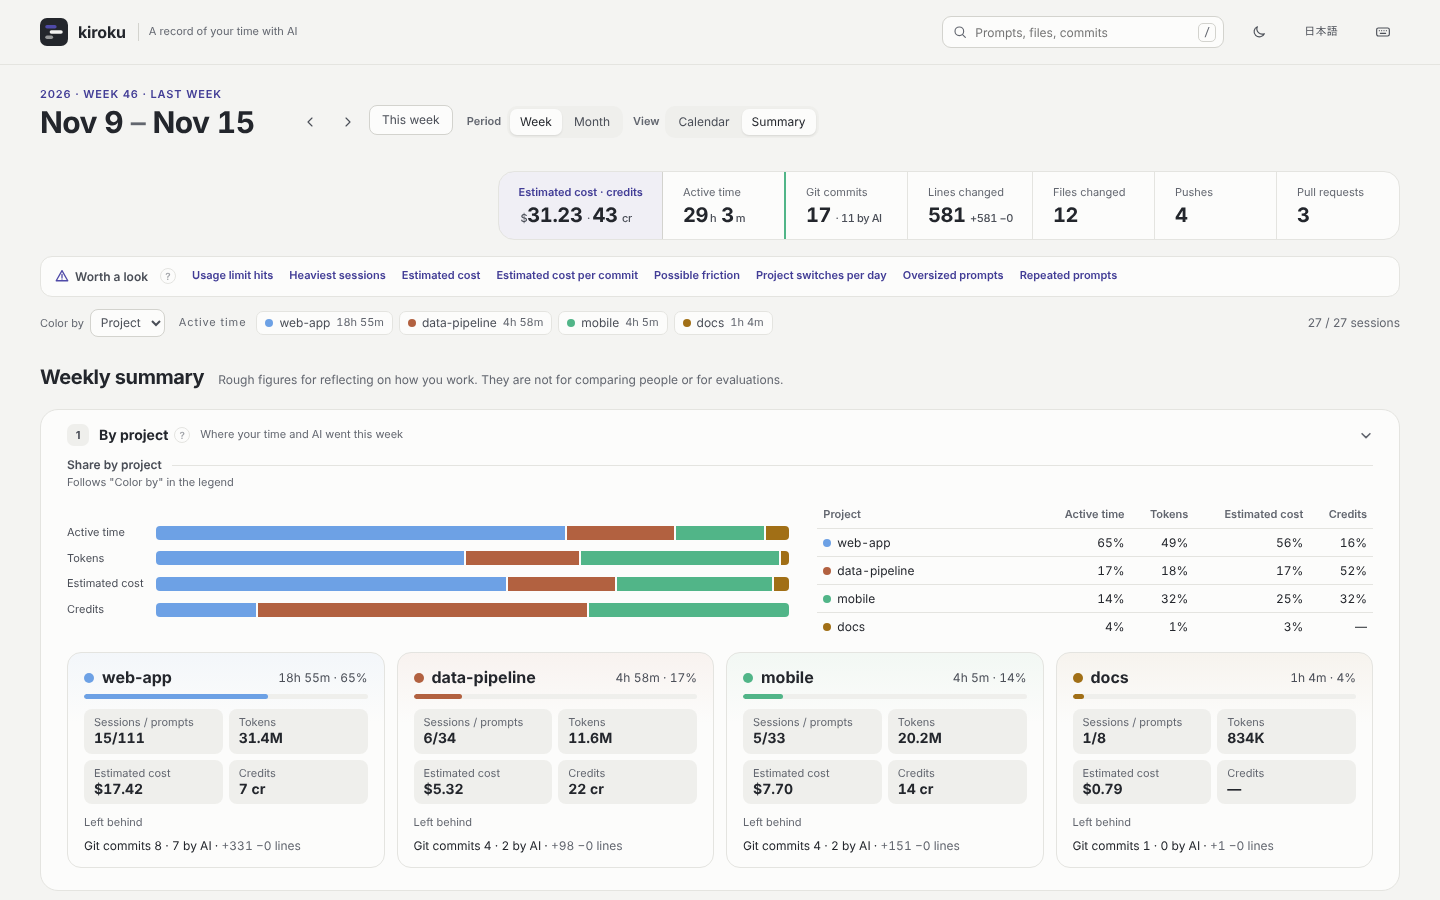 kiroku
A record of your time with AI
Prompts, files, commits
/
日本語
2026 · WEEK 46 · LAST WEEK
Nov 9 – Nov 15
This week
Period
Week
Month
View
Calendar
Summary
Estimated cost · credits
$31.23 · 43 cr
Active time
29h 3m
Git commits
17 · 11 by AI
Lines changed
581 +581 −0
Files changed
12
Pushes
4
Pull requests
3
Worth a look
?
Usage limit hits
Heaviest sessions
Estimated cost
Estimated cost per commit
Possible friction
Project switches per day
Oversized prompts
Repeated prompts
Color by
Project
Active time
web-app 18h 55m
data-pipeline 4h 58m
mobile 4h 5m
docs 1h 4m
27 / 27 sessions
Weekly summary
Rough figures for reflecting on how you work. They are not for comparing people or for evaluations.
1
By project
?
Where your time and AI went this week
Share by project
Follows "Color by" in the legend
Active time
Tokens
Estimated cost
Credits
Project Active time Tokens Estimated cost Credits
web-app 65% 49% 56% 16%
data-pipeline 17% 18% 17% 52%
mobile 14% 32% 25% 32%
docs 4% 1% 3% —
web-app
18h 55m · 65%
Sessions / prompts
15/111
Tokens
31.4M
Estimated cost
$17.42
Credits
7 cr
Left behind
Git commits 8 · 7 by AI · +331 −0 lines
data-pipeline
4h 58m · 17%
Sessions / prompts
6/34
Tokens
11.6M
Estimated cost
$5.32
Credits
22 cr
Left behind
Git commits 4 · 2 by AI · +98 −0 lines
mobile
4h 5m · 14%
Sessions / prompts
5/33
Tokens
20.2M
Estimated cost
$7.70
Credits
14 cr
Left behind
Git commits 4 · 2 by AI · +151 −0 lines
docs
1h 4m · 4%
Sessions / prompts
1/8
Tokens
834K
Estimated cost
$0.79
Credits
—
Left behind
Git commits 1 · 0 by AI · +1 −0 lines